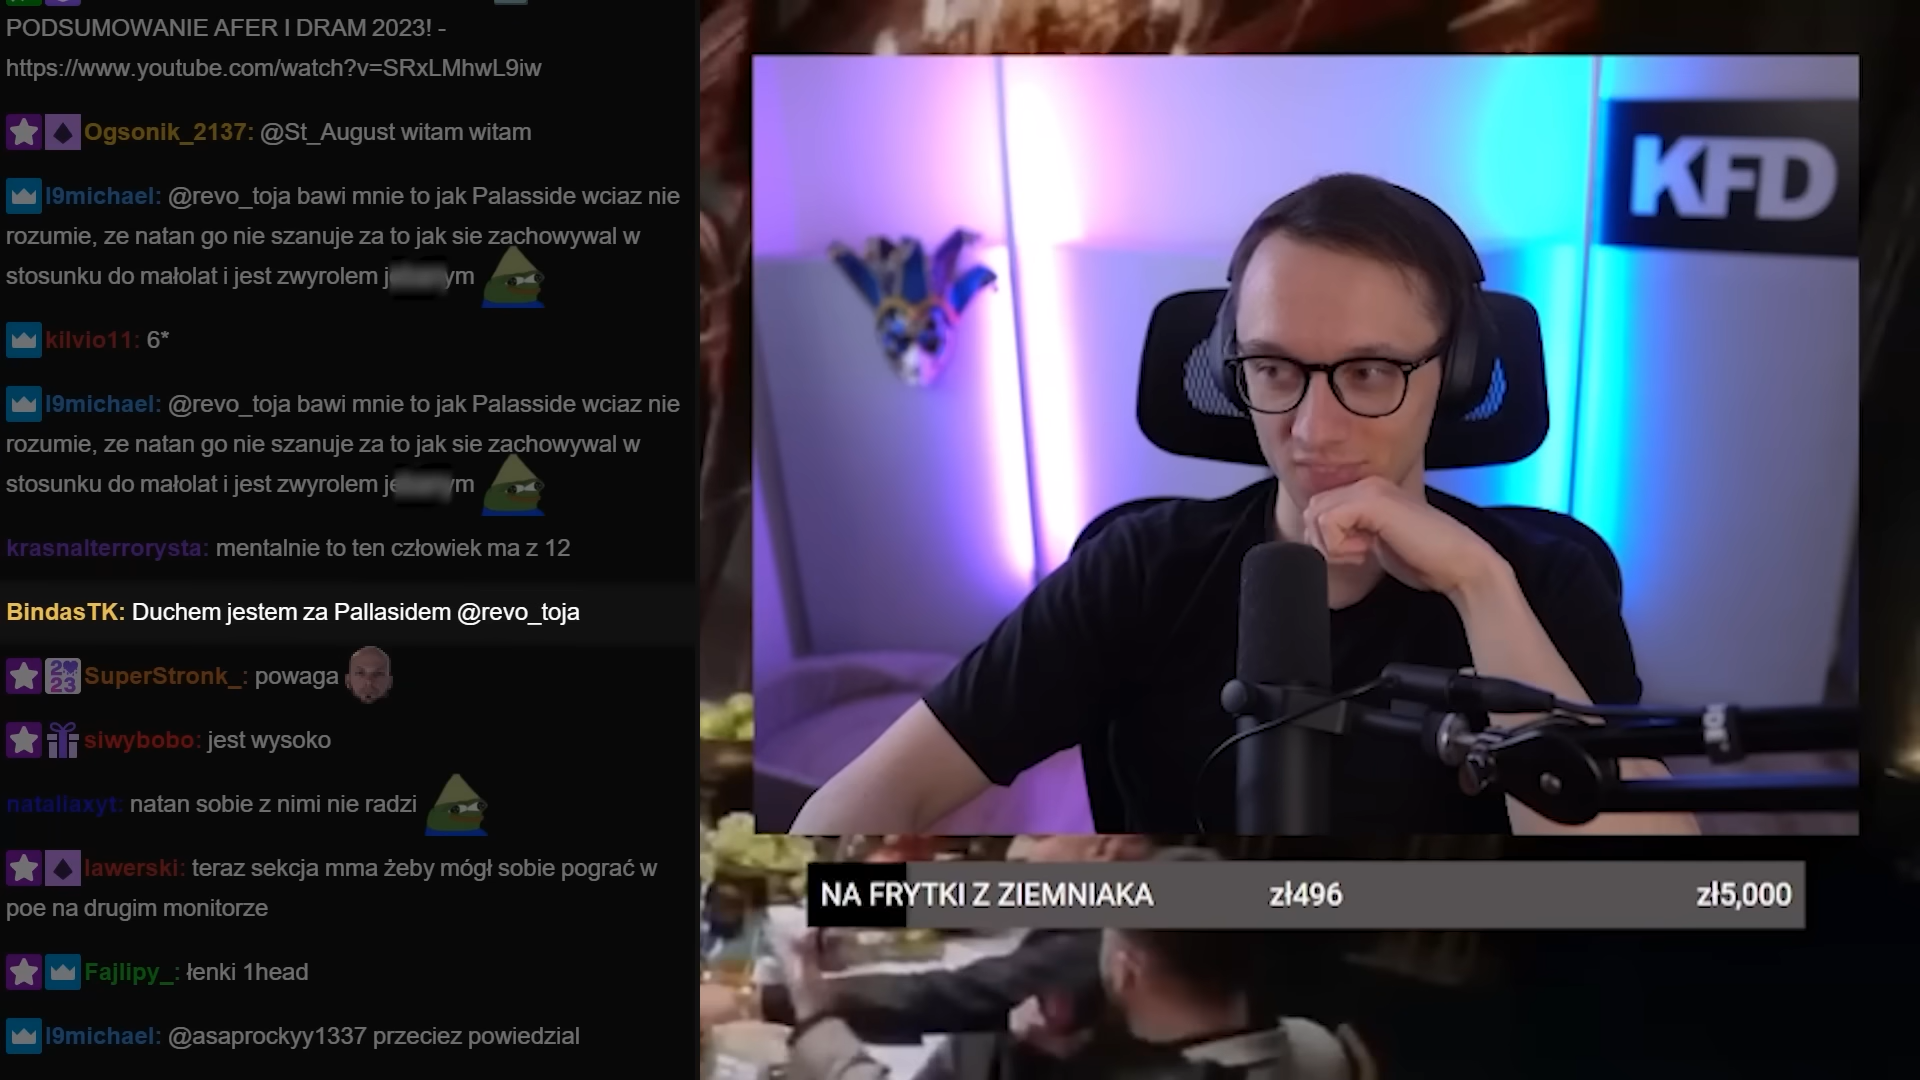 PODSUMOWANIE AFER I DRAM 2023! -
https://www.youtube.com/watch?v=SRxLMhwL9iw
Ogsonik_2137: @St_August witam witam
l9michael: @revo_toja bawi mnie to jak Palasside wciaz nie
rozumie, ze natan go nie szanuje za to jak sie zachowywal w
stosunku do małolat i jest zwyrolem
kilvio11: 6*
l9michael: @revo_toja bawi mnie to jak Palasside wciaz nie
rozumie, ze natan go nie szanuje za to jak sie zachowywal w
stosunku do małolat i jest zwyrolem
krasnalterrorysta: mentalnie to ten człowiek ma z 12
BindasTK: Duchem jestem za Pallasidem @revo_toja
2023
SuperStronk_: powaga
siwybobo: jest wysoko
nataliaxyt: natan sobie z nimi nie radzi
lawerski: teraz sekcja mma żeby mógł sobie pograć w
poe na drugim monitorze
Fajlipy_: łenki 1head
l9michael: @asaprockyy1337 przeciez powiedzial
KFD
NA FRYTKI Z ZIEMNIAKA zł496 zł5,000